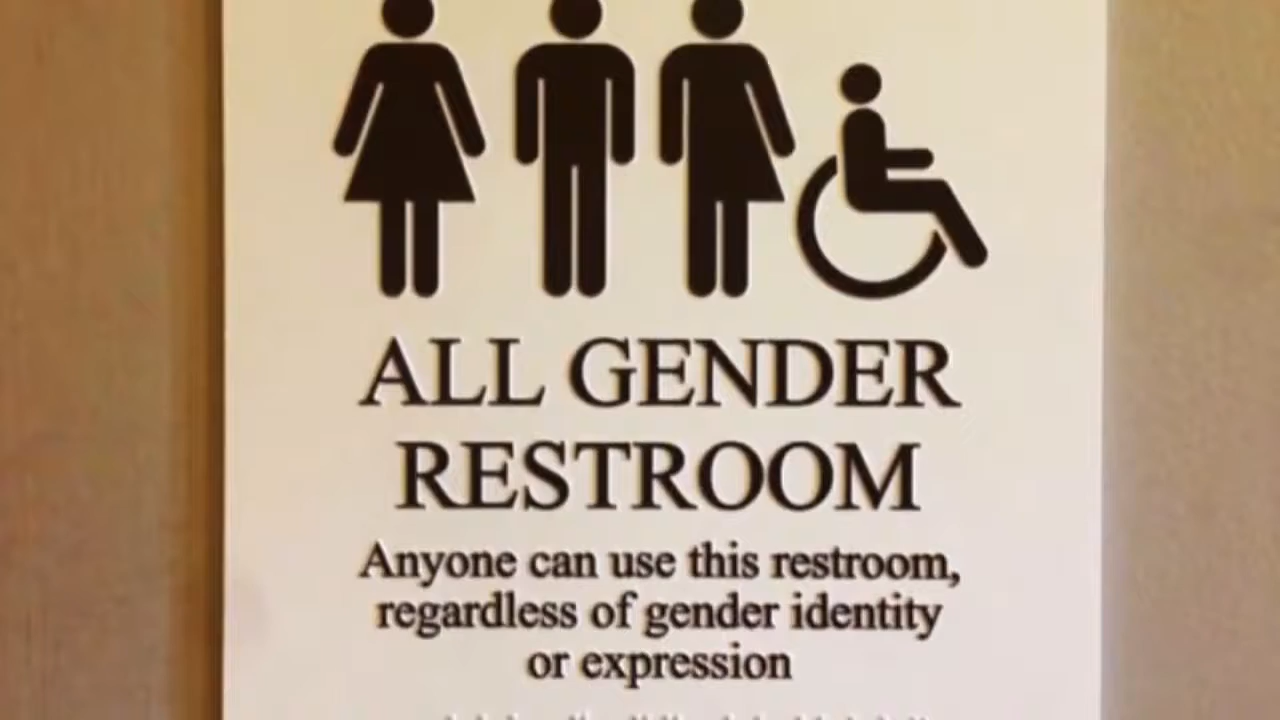 ALL GENDER
RESTROOM
Anyone can use this restroom,
regardless of gender identity
or expression